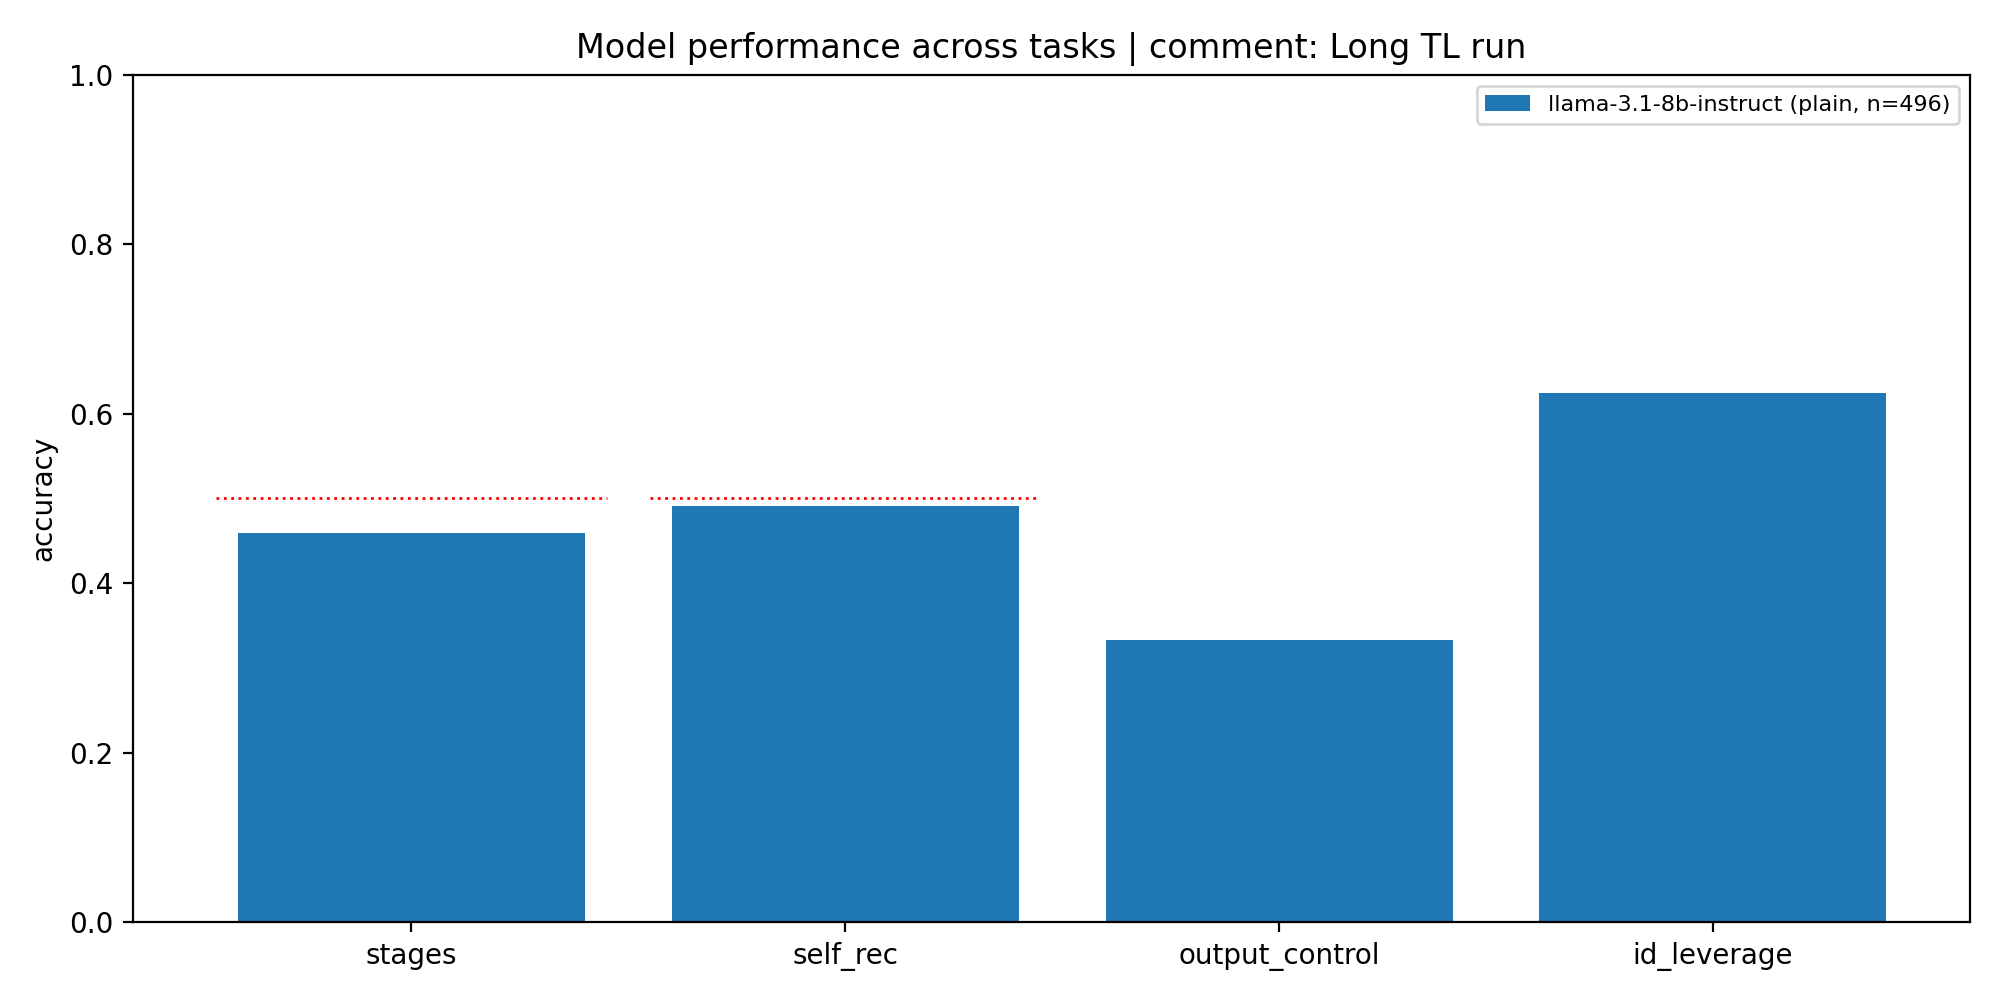 Model performance across tasks | comment: Long TL run
1.0
0.8
0.6
0.4
0.2
0.0
accuracy
llama-3.1-8b-instruct (plain, n=496)
stages
self_rec
output_control
id_leverage